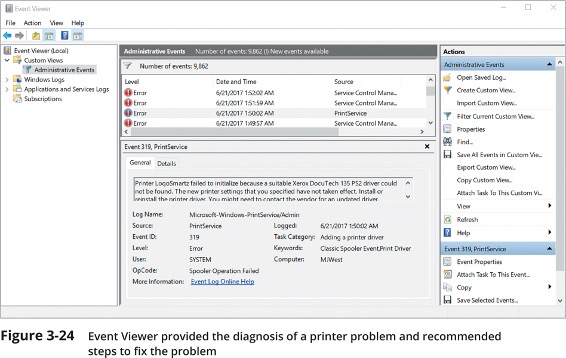 Event Viewer
File Action View Help
Event Viewer (Local)
Custom Views
Administrative Events
Windows Logs
Applications and Services Logs
Subscriptions
Administrative Events Number of events: 9,862 (!) New events available
Number of events: 9,862
Level Date and Time Source
Error 6/21/2017 1:52:02 AM Service Control Mana...
Error 6/21/2017 1:51:59 AM Service Control Mana...
Error 6/21/2017 1:50:02 AM PrintService
Error 6/21/2017 1:49:57 AM Service Control Mana...
Event 319, PrintService
General Details
Printer LogoSmartz failed to initialize because a suitable Xerox DocuTech 135 PS2 driver could
not be found. The new printer settings that you specified have not taken effect. Install or
reinstall the printer driver. You might need to contact the vendor for an updated driver.
Log Name: Microsoft-Windows-PrintService/Admin
Source: PrintService Logged: 6/21/2017 1:50:02 AM
Event ID: 319 Task Category: Adding a printer driver
Level: Error Keywords: Classic Spooler Event,Print Driver
User: SYSTEM Computer: MJWest
OpCode: Spooler Operation Failed
More Information: Event Log Online Help
Actions
Administrative Events
Open Saved Log...
Create Custom View...
Import Custom View...
Filter Current Custom View...
Properties
Find...
Save All Events in Custom View...
Export Custom View...
Copy Custom View...
Attach Task To This Custom Vi...
View
Refresh
Help
Event 319, PrintService
Event Properties
Attach Task To This Event...
Copy
Save Selected Events...
Figure 3-24 Event Viewer provided the diagnosis of a printer problem and recommended
steps to fix the problem